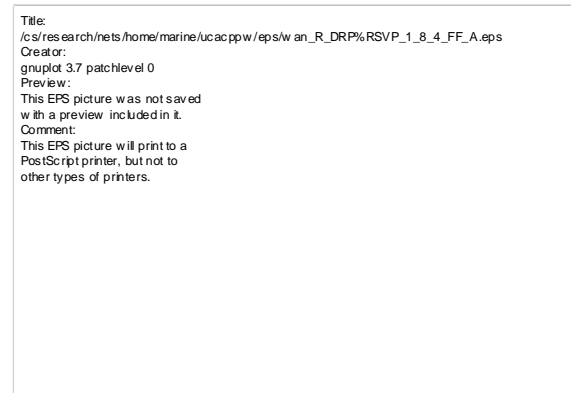 Title:
/cs/research/nets/home/marine/ucacppw/eps/wan_R_DRP%RSVP_1_8_4_FF_A.eps
Creator:
gnuplot 3.7 patchlevel 0
Preview:
This EPS picture was not saved
with a preview included in it.
Comment:
This EPS picture will print to a
PostScript printer, but not to
other types of printers.